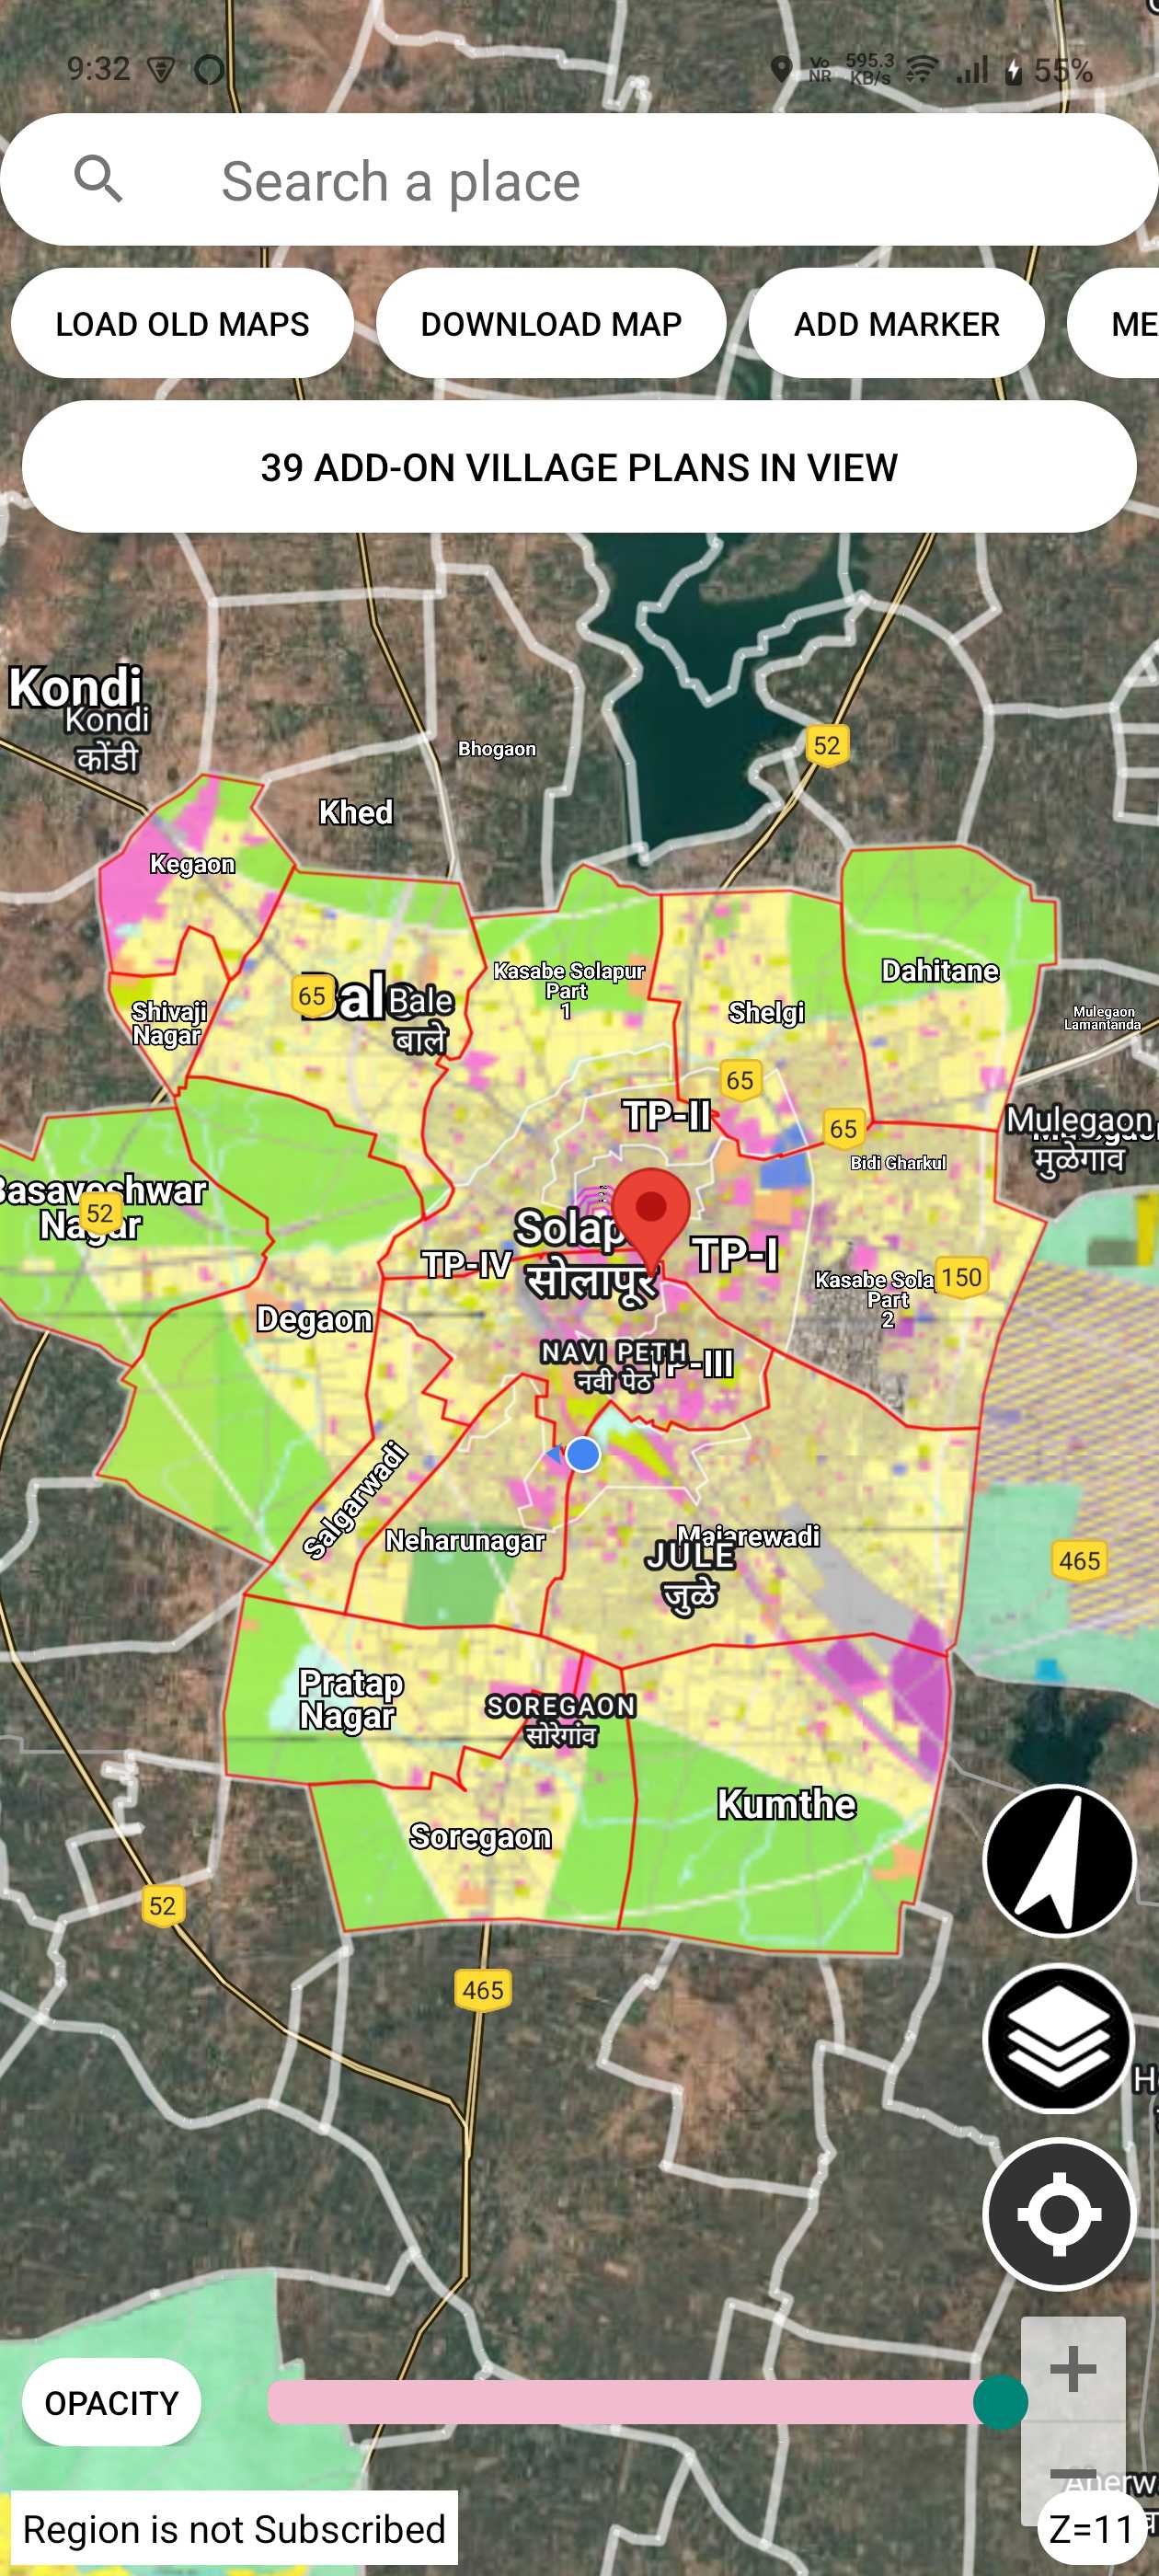 9:32
Vo
NR
595.3
KB/s
55%
Search a place
LOAD OLD MAPS
DOWNLOAD MAP
ADD MARKER
ME
39 ADD-ON VILLAGE PLANS IN VIEW
Kondi
Kondi
कोंडी
52
Bhogaon
Khed
Kegaon
Kasabe Solapur
Part
1
Dahitane
65
Bale
बाले
Shelgi
Shivaji
Nagar
Mulegaon
Lamantanda
65
TP-II
65
Mulegaon
मुळेगाव
Bidi Gharkul
Basaveshwar
Nagar
52
TP-IV
सोलापूर
TP-I
Kasabe Sola
Part
2
150
Degaon
NAVI PETH
नवी पेठ
TP-III
Salgarwadi
Neharunagar
Majarewadi
JULE
जुळे
465
Pratap
Nagar
SOREGAON
सोरेगांव
Kumthe
Soregaon
52
465
OPACITY
+
−
Region is not Subscribed
Z=11